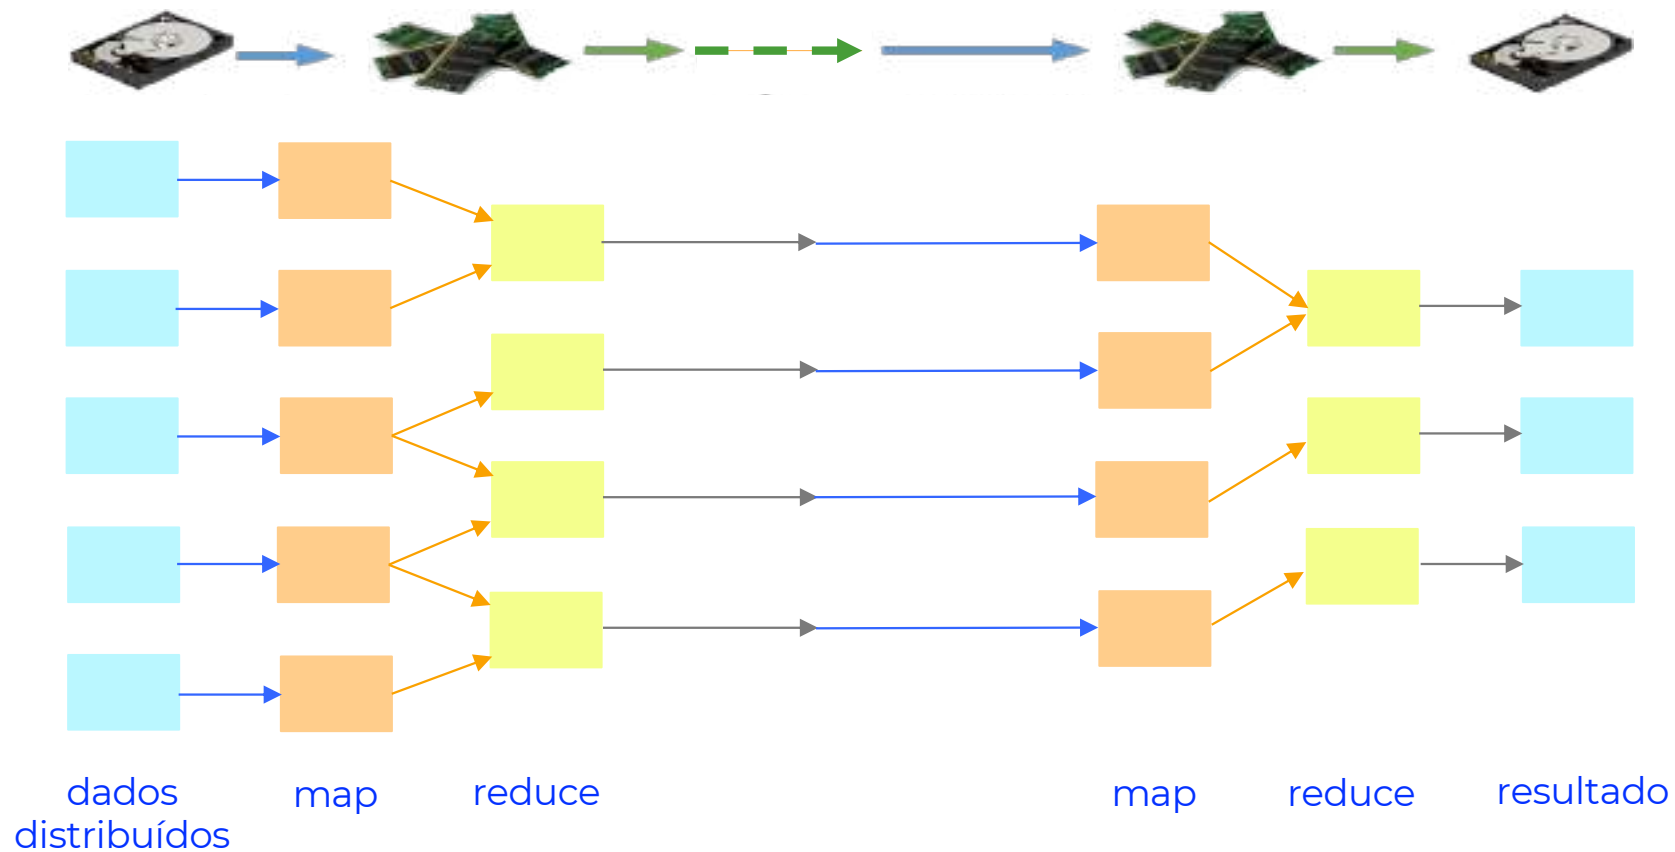 dados
distribuídos
map
reduce
map
reduce
resultado